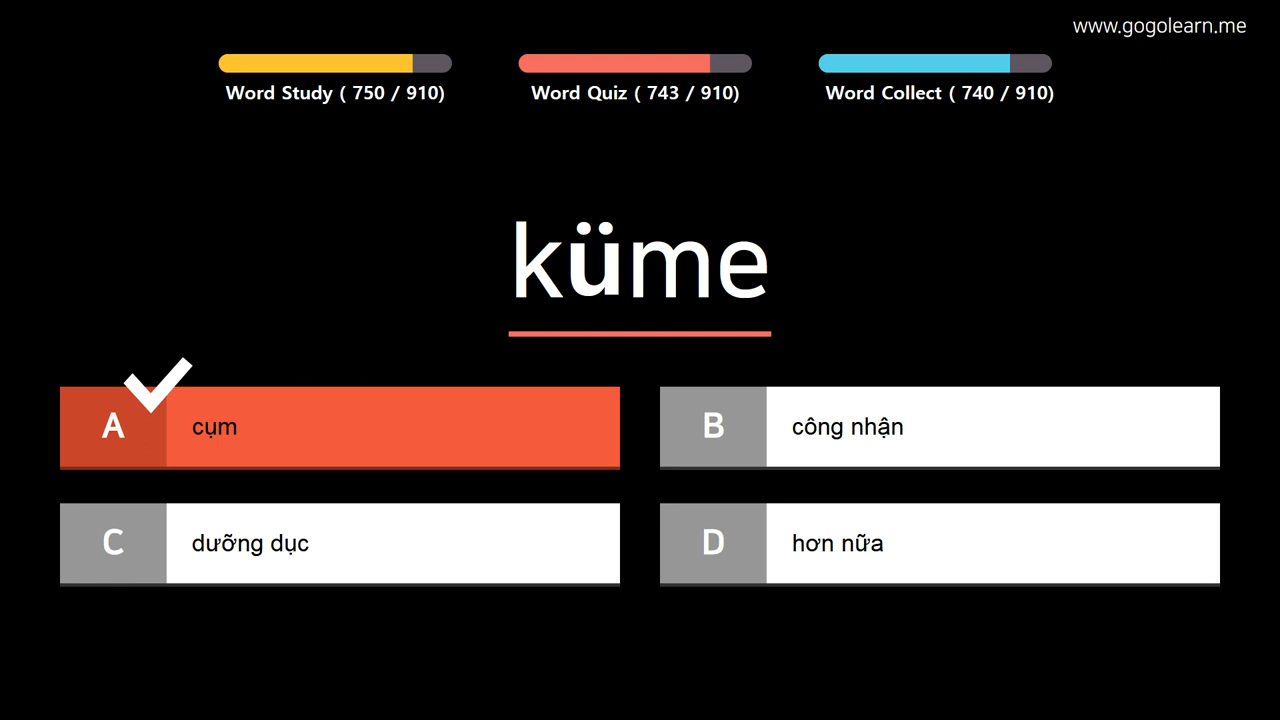 www.gogolearn.me
Word Study ( 750 / 910)
Word Quiz ( 743 / 910)
Word Collect ( 740 / 910)
küme
A cụm
B công nhận
C dưỡng dục
D hơn nữa